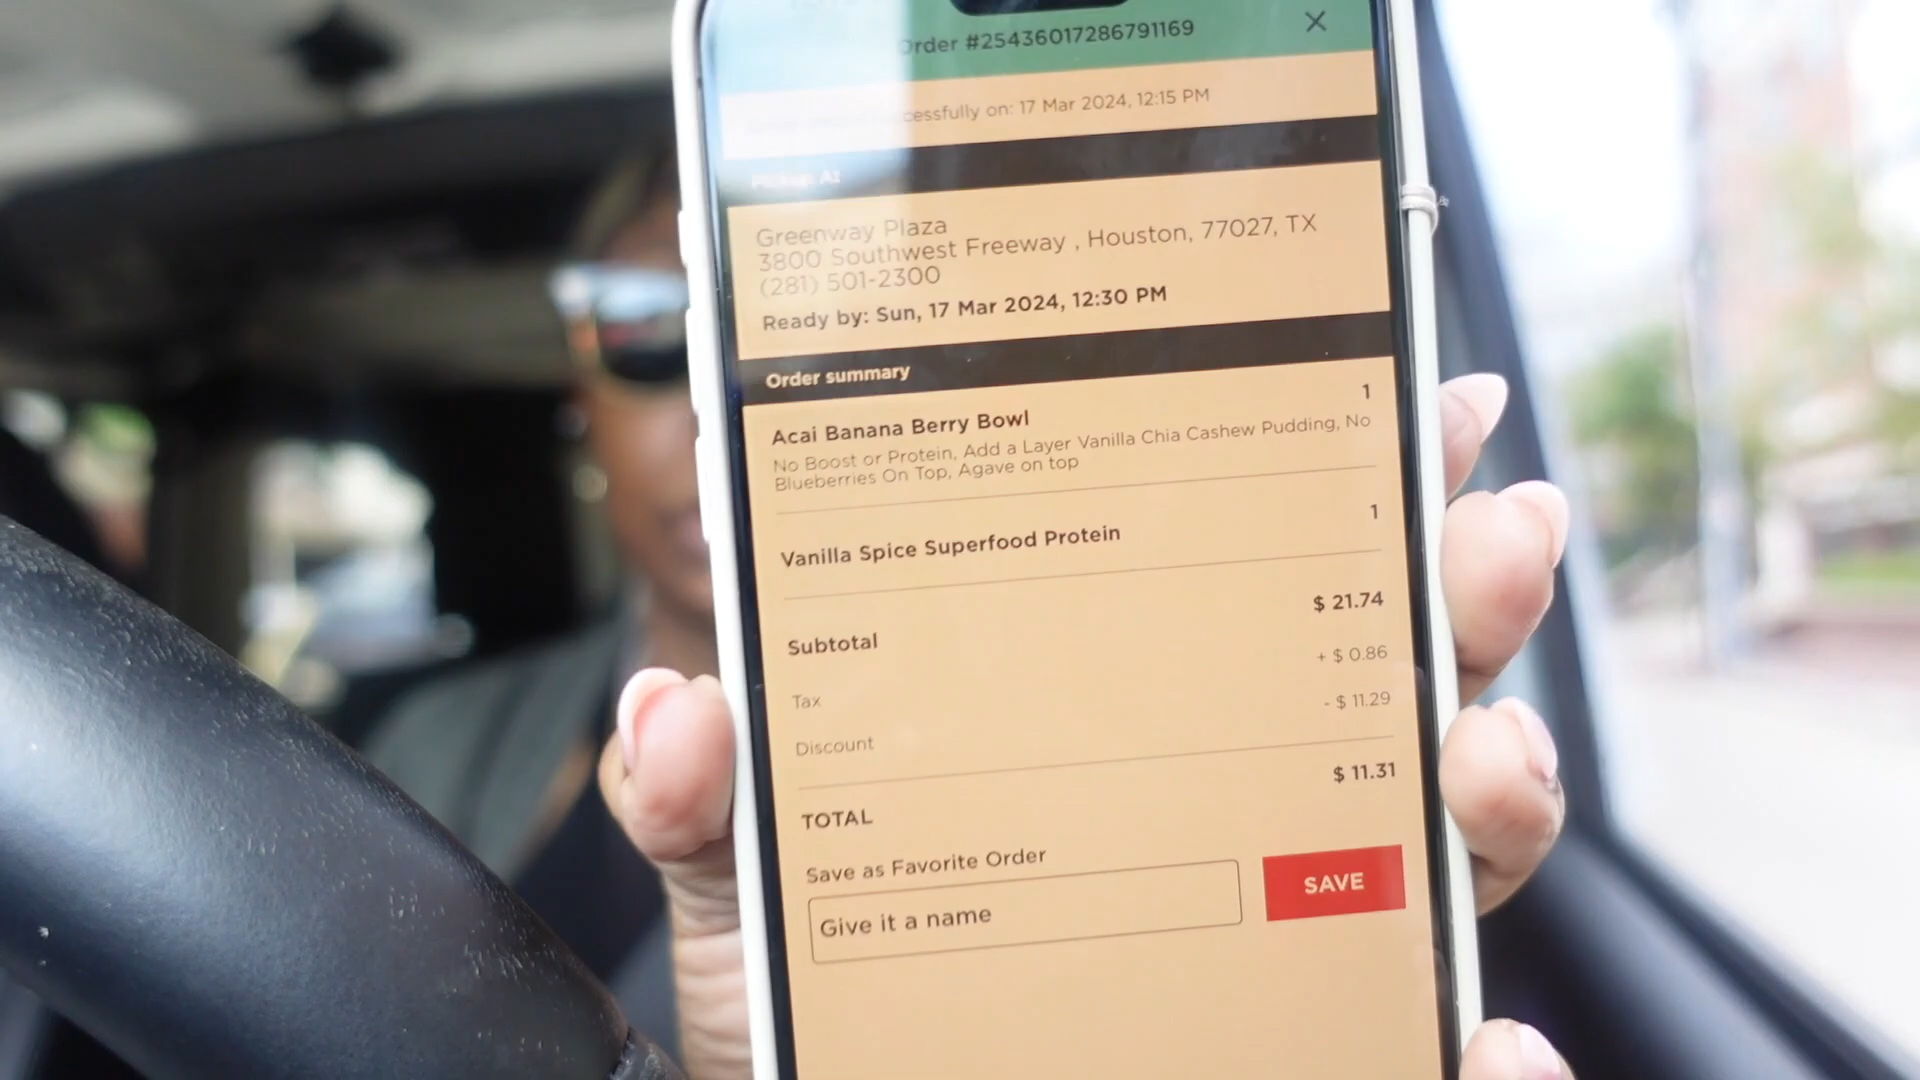 Order #25436017286791169
cessfully on: 17 Mar 2024, 12:15 PM
Pickup At
Greenway Plaza
3800 Southwest Freeway , Houston, 77027, TX
(281) 501-2300
Ready by: Sun, 17 Mar 2024, 12:30 PM
Order summary
Acai Banana Berry Bowl 1
No Boost or Protein, Add a Layer Vanilla Chia Cashew Pudding, No
Blueberries On Top, Agave on top
Vanilla Spice Superfood Protein 1
Subtotal $ 21.74
Tax + $ 0.86
Discount - $ 11.29
TOTAL $ 11.31
Save as Favorite Order
Give it a name
SAVE